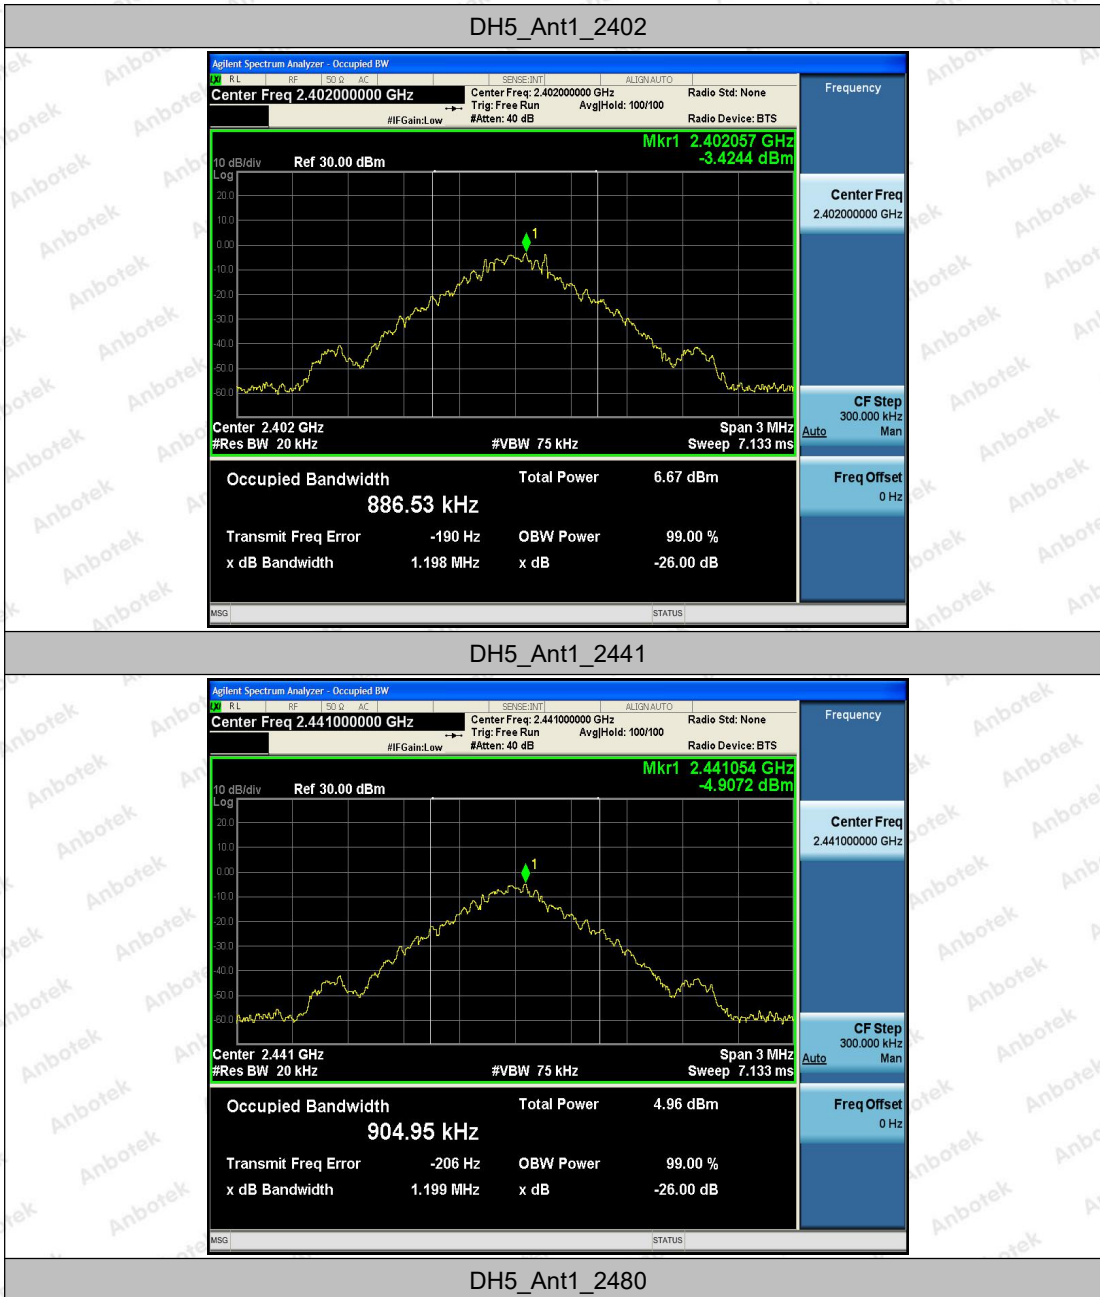 DH5_Ant1_2402
Agilent Spectrum Analyzer - Occupied BW
LXI RL RF 50 Ω AC SENSE:INT ALIGNAUTO
Center Freq 2.402000000 GHz
Center Freq: 2.402000000 GHz
Radio Std: None
Trig: Free Run Avg|Hold: 100/100
#IFGain:Low #Atten: 40 dB Radio Device: BTS
Mkr1 2.402057 GHz
-3.4244 dBm
10 dB/div Ref 30.00 dBm
Log
20.0
10.0
0.00
-10.0
-20.0
-30.0
-40.0
-50.0
-60.0
1
Center 2.402 GHz Span 3 MHz
#Res BW 20 kHz #VBW 75 kHz Sweep 7.133 ms
Occupied Bandwidth Total Power 6.67 dBm
886.53 kHz
Transmit Freq Error -190 Hz OBW Power 99.00 %
x dB Bandwidth 1.198 MHz x dB -26.00 dB
MSG STATUS
Frequency
Center Freq
2.402000000 GHz
CF Step
300.000 kHz
Auto Man
Freq Offset
0 Hz
DH5_Ant1_2441
Agilent Spectrum Analyzer - Occupied BW
LXI RL RF 50 Ω AC SENSE:INT ALIGNAUTO
Center Freq 2.441000000 GHz
Center Freq: 2.441000000 GHz
Radio Std: None
Trig: Free Run Avg|Hold: 100/100
#IFGain:Low #Atten: 40 dB Radio Device: BTS
Mkr1 2.441054 GHz
-4.9072 dBm
10 dB/div Ref 30.00 dBm
Log
20.0
10.0
0.00
-10.0
-20.0
-30.0
-40.0
-50.0
-60.0
1
Center 2.441 GHz Span 3 MHz
#Res BW 20 kHz #VBW 75 kHz Sweep 7.133 ms
Occupied Bandwidth Total Power 4.96 dBm
904.95 kHz
Transmit Freq Error -206 Hz OBW Power 99.00 %
x dB Bandwidth 1.199 MHz x dB -26.00 dB
MSG STATUS
Frequency
Center Freq
2.441000000 GHz
CF Step
300.000 kHz
Auto Man
Freq Offset
0 Hz
DH5_Ant1_2480
Anbotek